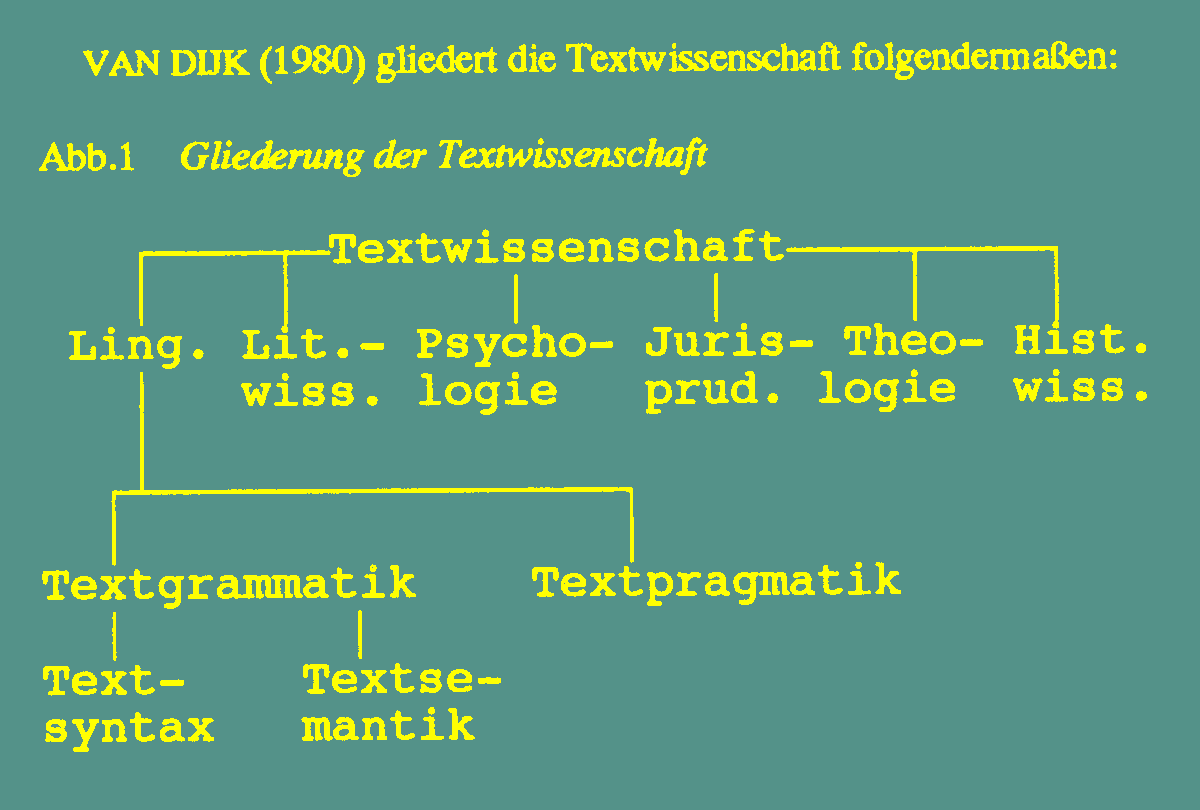 VAN DIJK (1980) gliedert die Textwissenschaft folgendermaßen:
Abb.1 Gliederung der Textwissenschaft
Textwissenschaft
Ling. Lit.- Psycho- Juris- Theo- Hist.
wiss. logie prud. logie wiss.
Textgrammatik Textpragmatik
Text- Textse-
syntax mantik